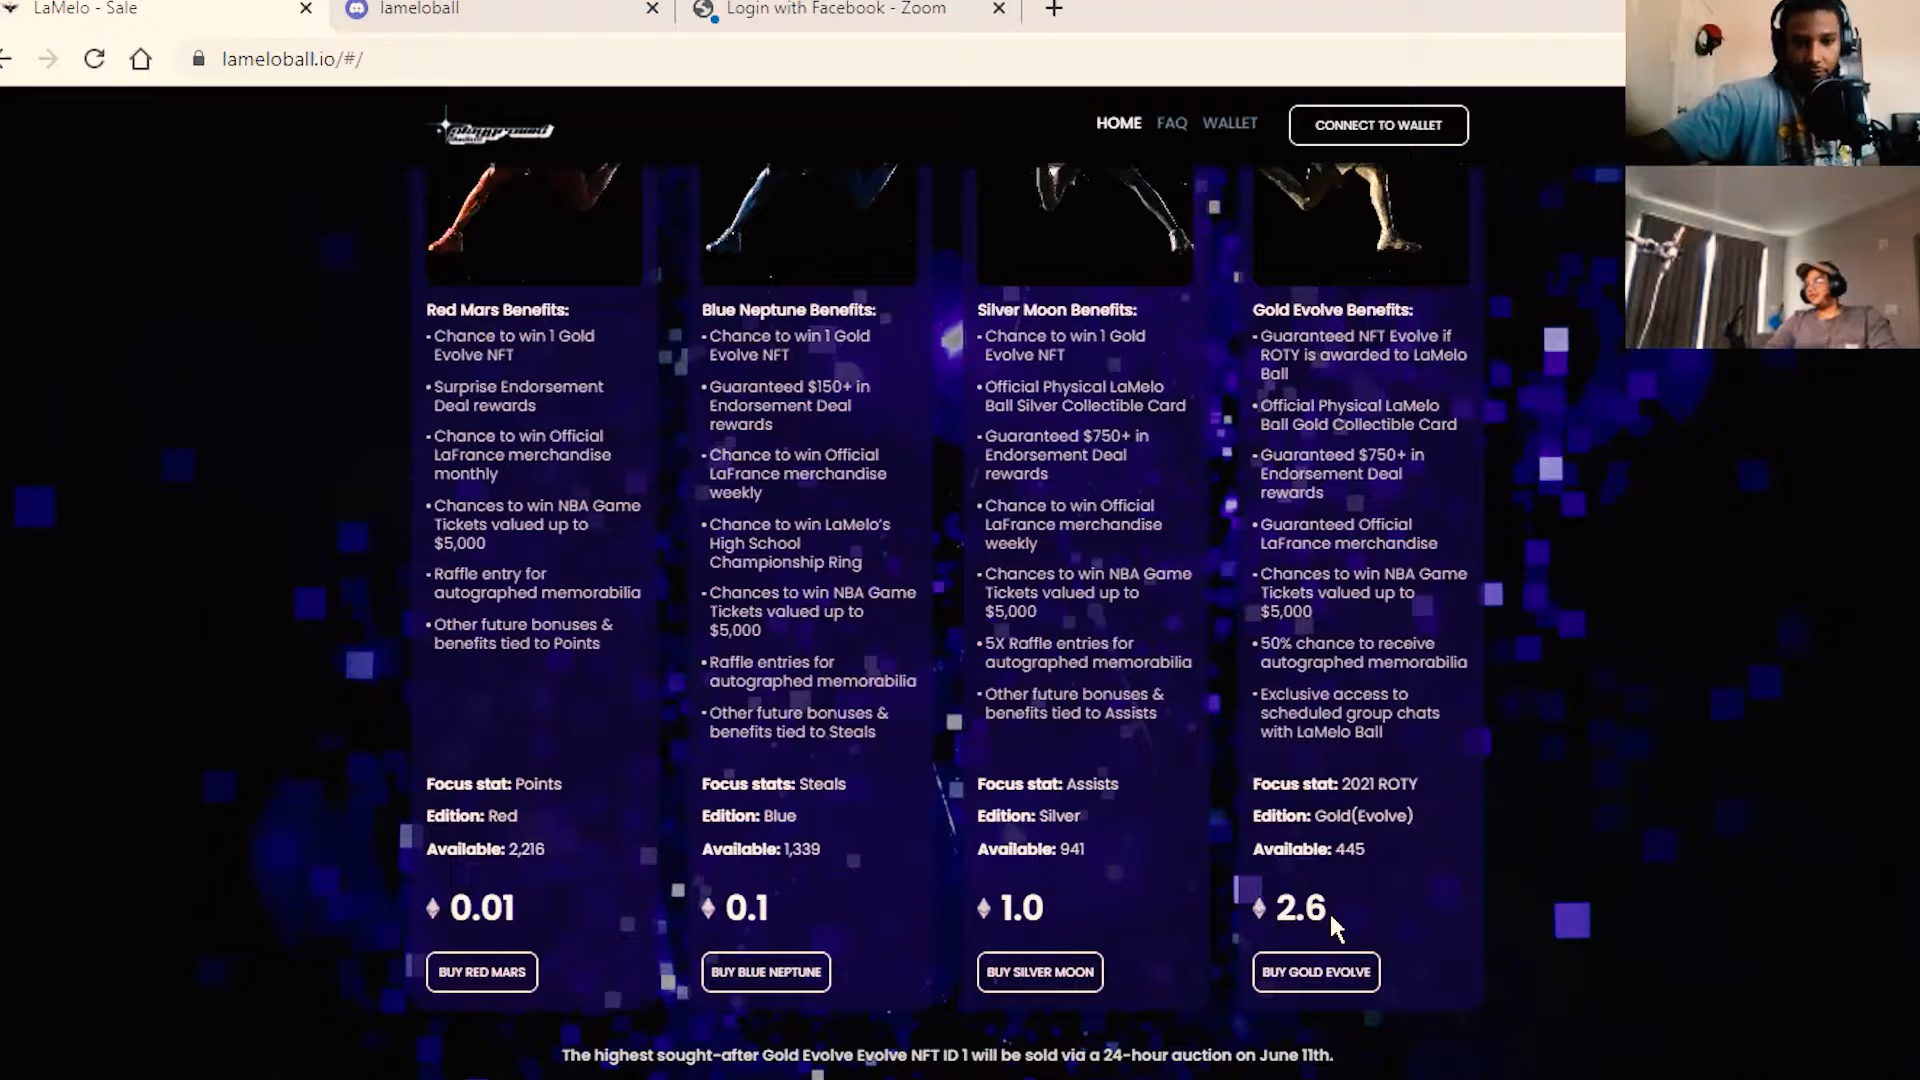 LaMelo - Sale
lameloball
Login with Facebook - Zoom
lameloball.io/#/
HOME
FAQ
WALLET
CONNECT TO WALLET
Red Mars Benefits:
• Chance to win 1 Gold
Evolve NFT
• Surprise Endorsement
Deal rewards
• Chance to win Official
LaFrance merchandise
monthly
• Chances to win NBA Game
Tickets valued up to
$5,000
• Raffle entry for
autographed memorabilia
• Other future bonuses &
benefits tied to Points
Focus stat: Points
Edition: Red
Available: 2,216
0.01
BUY RED MARS
Blue Neptune Benefits:
• Chance to win 1 Gold
Evolve NFT
• Guaranteed $150+ in
Endorsement Deal
rewards
• Chance to win Official
LaFrance merchandise
weekly
• Chance to win LaMelo's
High School
Championship Ring
• Chances to win NBA Game
Tickets valued up to
$5,000
• Raffle entries for
autographed memorabilia
• Other future bonuses &
benefits tied to Steals
Focus stats: Steals
Edition: Blue
Available: 1,339
0.1
BUY BLUE NEPTUNE
Silver Moon Benefits:
• Chance to win 1 Gold
Evolve NFT
• Official Physical LaMelo
Ball Silver Collectible Card
• Guaranteed $750+ in
Endorsement Deal
rewards
• Chance to win Official
LaFrance merchandise
weekly
• Chances to win NBA Game
Tickets valued up to
$5,000
• 5X Raffle entries for
autographed memorabilia
• Other future bonuses &
benefits tied to Assists
Focus stat: Assists
Edition: Silver
Available: 941
1.0
BUY SILVER MOON
Gold Evolve Benefits:
• Guaranteed NFT Evolve if
ROTY is awarded to LaMelo
Ball
• Official Physical LaMelo
Ball Gold Collectible Card
• Guaranteed $750+ in
Endorsement Deal
rewards
• Guaranteed Official
LaFrance merchandise
• Chances to win NBA Game
Tickets valued up to
$5,000
• 50% chance to receive
autographed memorabilia
• Exclusive access to
scheduled group chats
with LaMelo Ball
Focus stat: 2021 ROTY
Edition: Gold(Evolve)
Available: 445
2.6
BUY GOLD EVOLVE
The highest sought-after Gold Evolve Evolve NFT ID 1 will be sold via a 24-hour auction on June 11th.